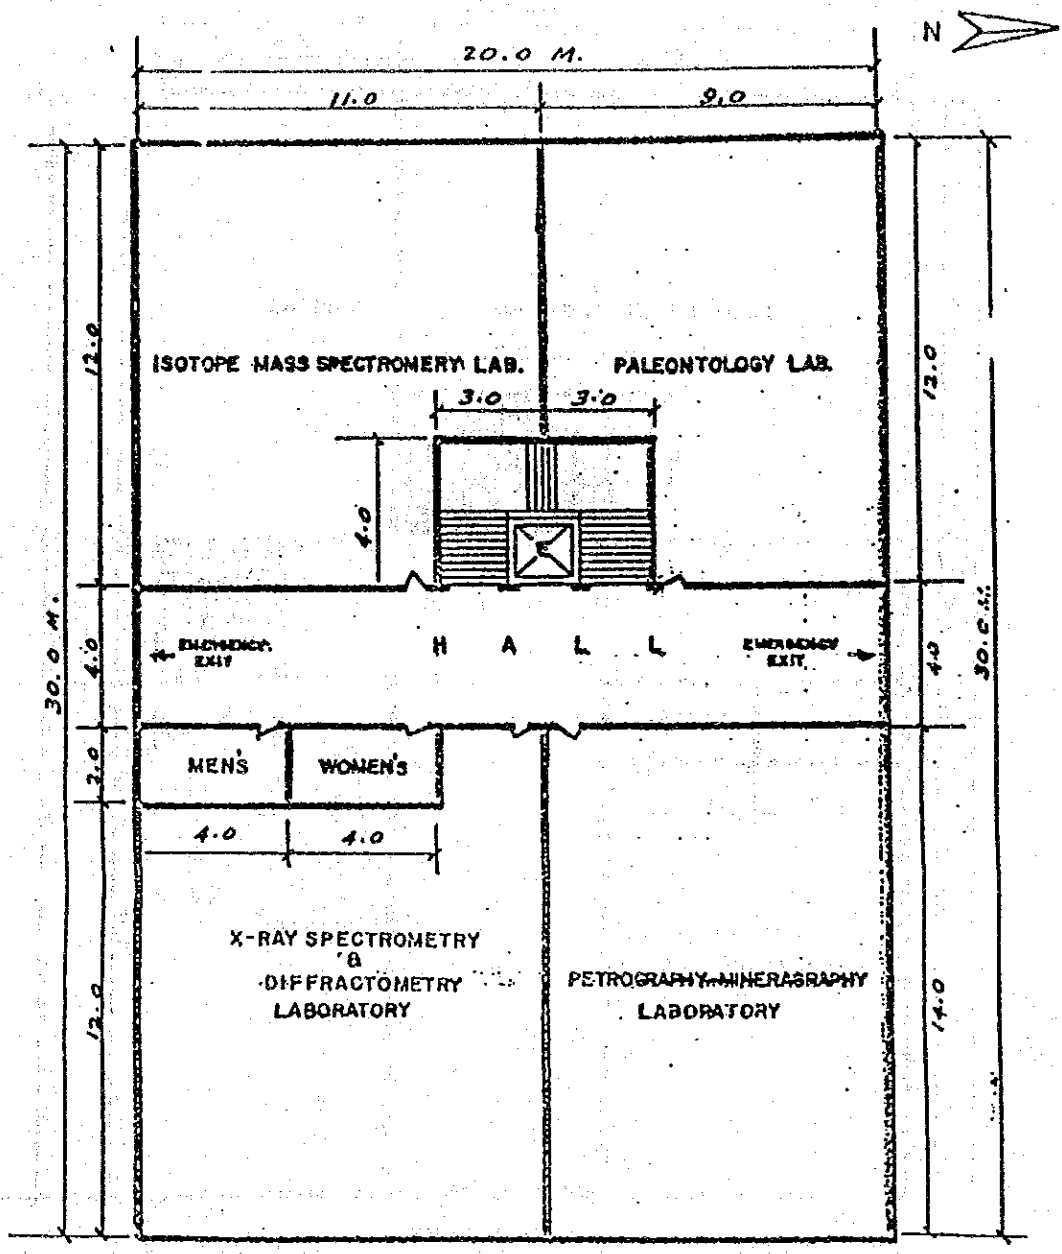 N
20.0 M.
11.0
9.0
12.0
12.0
ISOTOPE MASS SPECTROMERY LAB.
PALEONTOLOGY LAB.
3.0
3.0
4.0
E
30.0 M.
4.0
EMERGENCY
EXIT
HALL
EMERGENCY
EXIT
4.0
2.0
MEN'S
WOMEN'S
4.0
4.0
X-RAY SPECTROMETRY
&
DIFFRACTOMETRY
LABORATORY
PETROGRAPHY-MINERAGRAPHY
LABORATORY
12.0
14.0